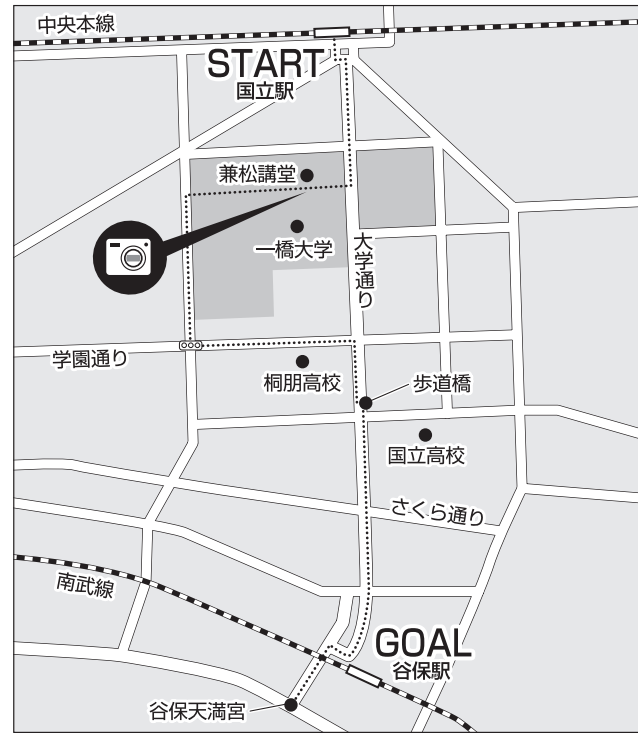 中央本線
START
国立駅
兼松講堂
一橋大学
大学通り
学園通り
桐朋高校
歩道橋
国立高校
さくら通り
南武線
GOAL
谷保駅
谷保天満宮